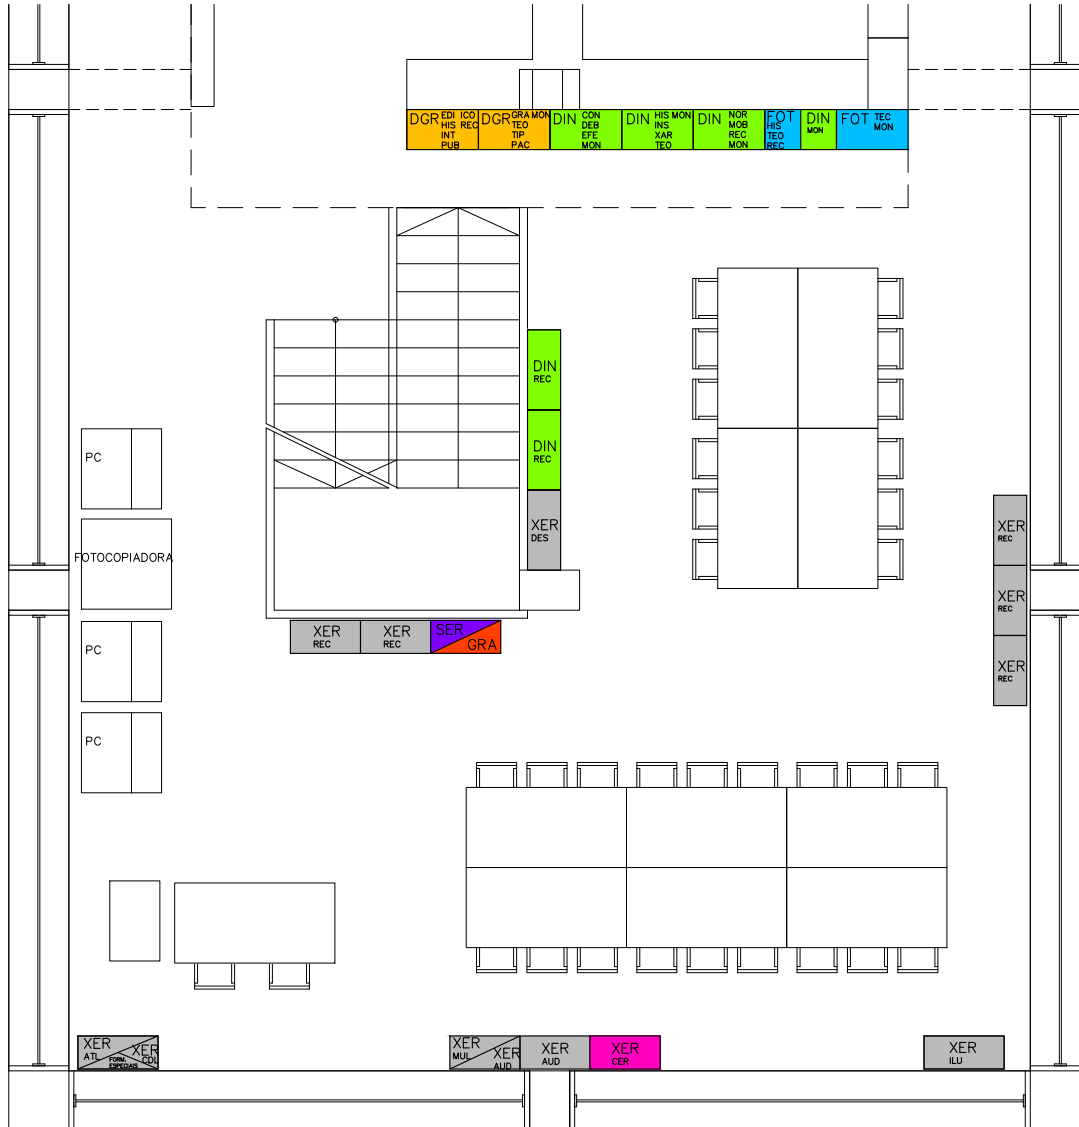 DGR EDI ICO
HIS REC
INT
PUB
DGR GRA MON
TEO
TIP
PAC
DIN CON
DEB
EFE
MON
DIN HIS MON
INS
XAR
TEO
DIN NOR
MOB
REC
MON
FOT
HIS
TEO
REC
DIN
MON
FOT TEC
MON
DIN
REC
DIN
REC
XER
DES
PC
FOTOCOPIADORA
PC
PC
XER
REC
XER
REC
XER
REC
XER
REC
XER
REC
SER
GRA
XER
ATL
FORM.
ESPECIAIS
XER
CDL
XER
MUL
XER
AUD
XER
AUD
XER
CER
XER
ILU